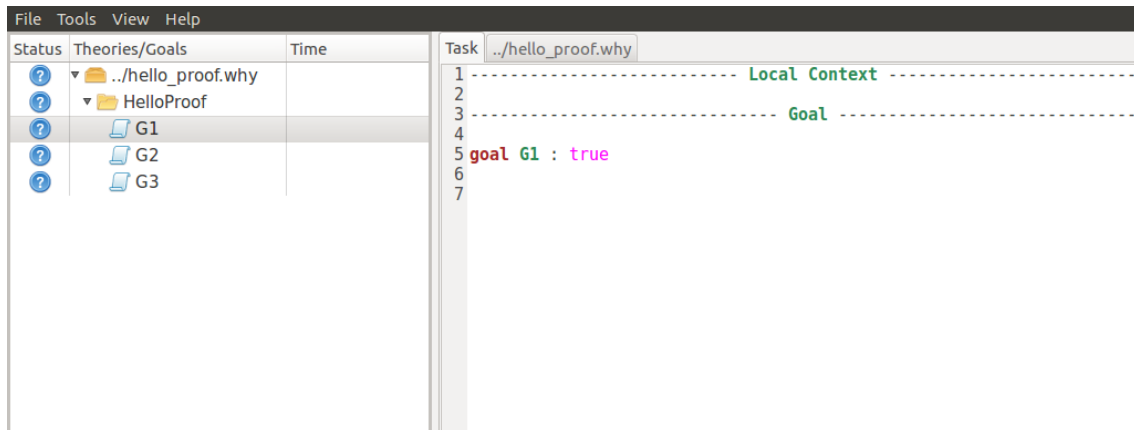 File Tools View Help
Status Theories/Goals Time
../hello_proof.why
HelloProof
G1
G2
G3
Task ../hello_proof.why
1 --------------------------- Local Context -------------------------
2
3 ------------------------------- Goal ------------------------------
4
5 goal G1 : true
6
7